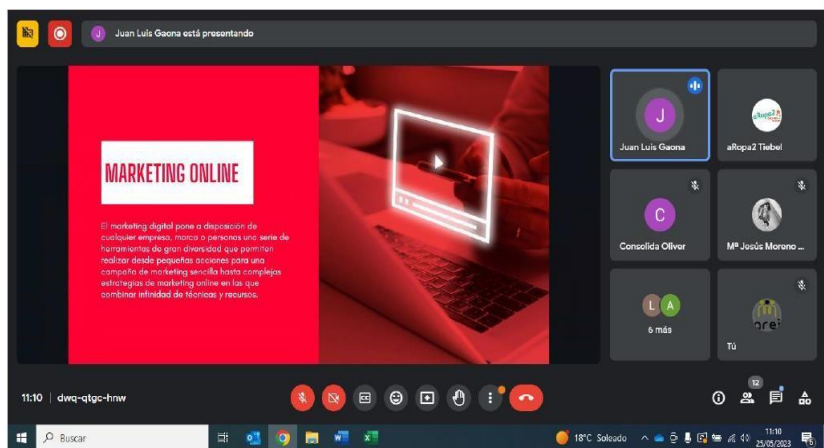 Juan Luis Gaona está presentando
MARKETING ONLINE
El marketing digital pone a disposición de
cualquier empresa, marca o personas una serie de
herramientas de gran diversidad que permiten
realizar desde pequeñas acciones para una
campaña de marketing sencilla hasta complejas
estrategias de marketing online en las que
combinar infinidad de técnicas y recursos.
J
Juan Luis Gaona
aRopa2 Tiebel
C
Consolida Oliver
Mª Jesús Moreno ...
L A
6 más
Tú
11:10 | dwq-qtgc-hnw
12
Buscar
18°C Soleado
11:10
25/05/2023